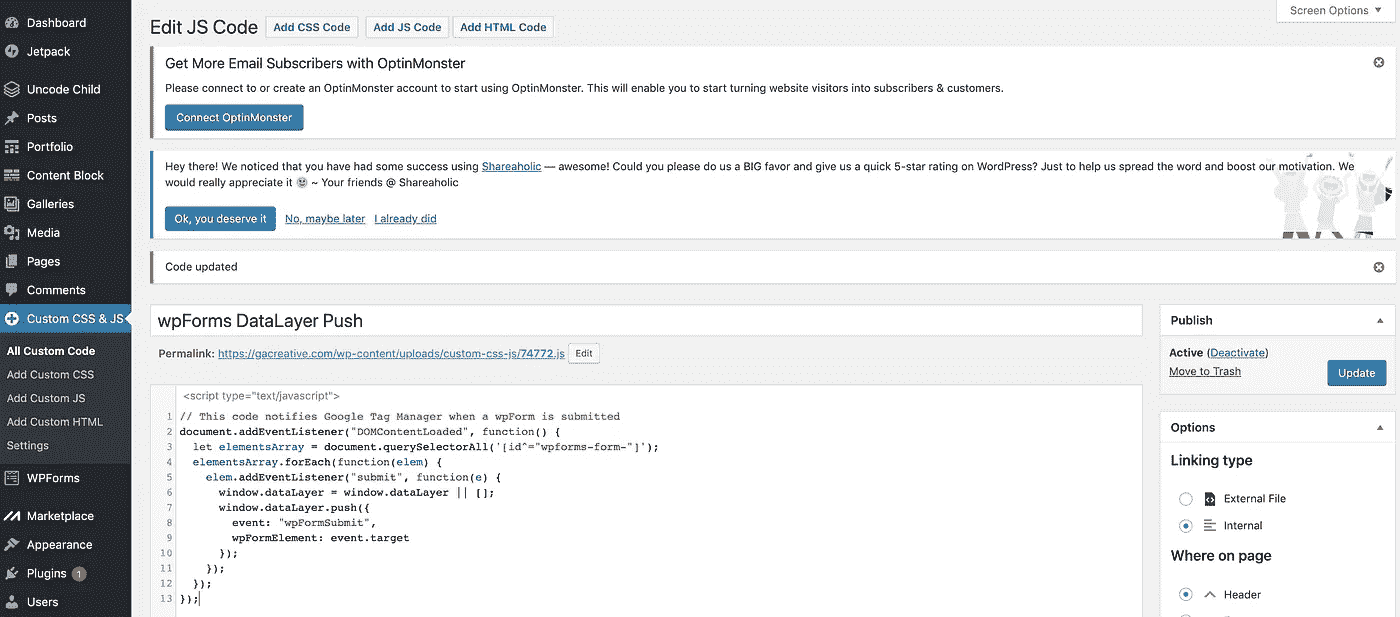 Screen Options ▼
Dashboard
Jetpack
Uncode Child
Posts
Portfolio
Content Block
Galleries
Media
Pages
Comments
Custom CSS & JS
All Custom Code
Add Custom CSS
Add Custom JS
Add Custom HTML
Settings
WPForms
Marketplace
Appearance
Plugins 1
Users
Edit JS Code Add CSS Code Add JS Code Add HTML Code
Get More Email Subscribers with OptinMonster
Please connect to or create an OptinMonster account to start using OptinMonster. This will enable you to start turning website visitors into subscribers & customers.
Connect OptinMonster
Hey there! We noticed that you have had some success using Shareaholic — awesome! Could you please do us a BIG favor and give us a quick 5-star rating on WordPress? Just to help us spread the word and boost our motivation. We
would really appreciate it 🙂 ~ Your friends @ Shareaholic
Ok, you deserve it No, maybe later I already did
Code updated
wpForms DataLayer Push
Permalink: https://gacreative.com/wp-content/uploads/custom-css-js/74772.js Edit
<script type="text/javascript">
1 // This code notifies Google Tag Manager when a wpForm is submitted
2 document.addEventListener("DOMContentLoaded", function() {
3 let elementsArray = document.querySelectorAll('[id^="wpforms-form-"]');
4 elementsArray.forEach(function(elem) {
5 elem.addEventListener("submit", function(e) {
6 window.dataLayer = window.dataLayer || [];
7 window.dataLayer.push({
8 event: "wpFormSubmit",
9 wpFormElement: event.target
10 });
11 });
12 });
13 });
Publish
Active (Deactivate)
Move to Trash
Update
Options
Linking type
External File
Internal
Where on page
Header